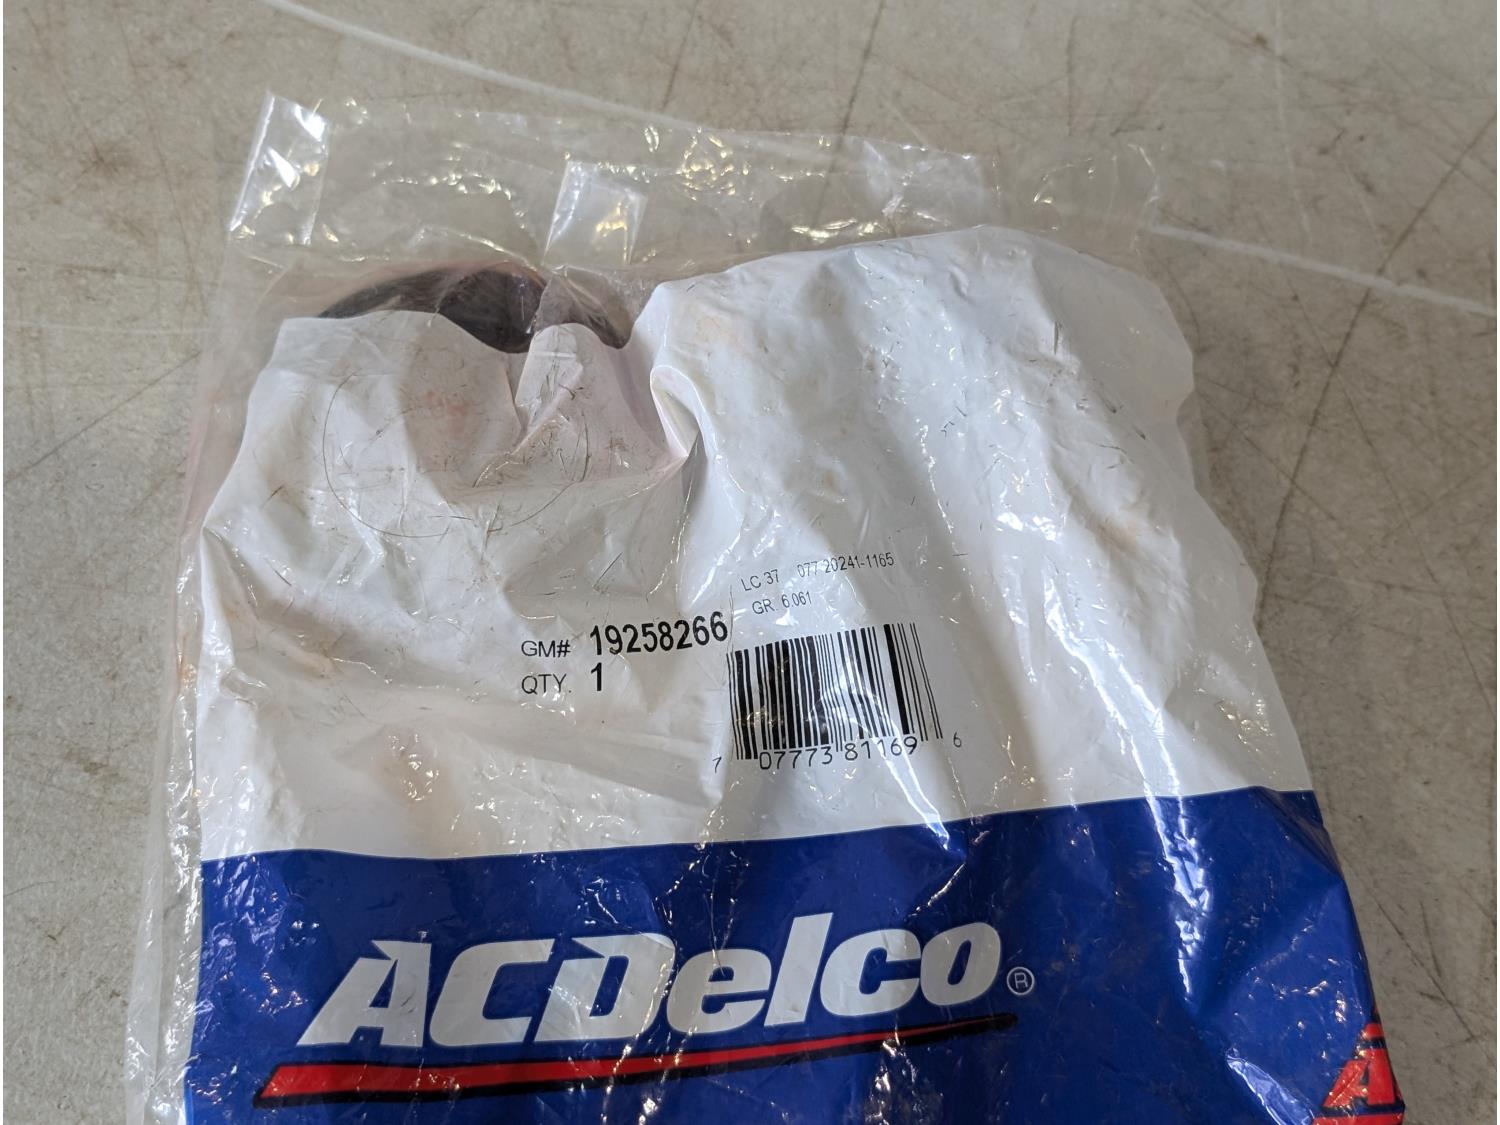 LC 37 077 20241-1165
GR. 6.061
GM# 19258266
QTY. 1
7 07773 81169 6
ACDelco®
A